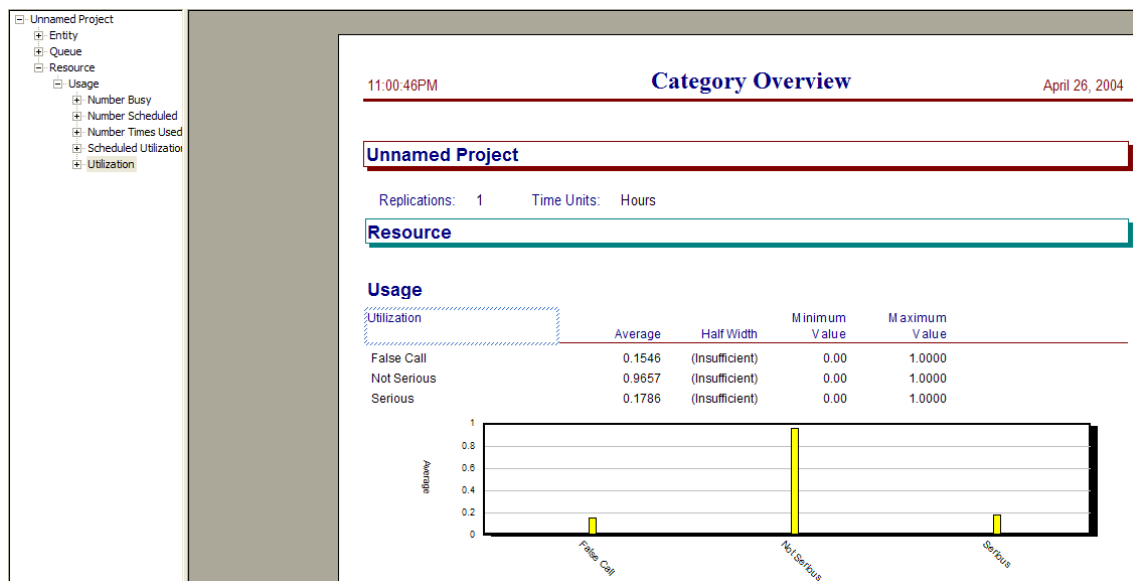 Unnamed Project
Entity
Queue
Resource
Usage
Number Busy
Number Scheduled
Number Times Used
Scheduled Utilization
Utilization
11:00:46PM Category Overview April 26, 2004
Unnamed Project
Replications: 1 Time Units: Hours
Resource
Usage
Utilization Average Half Width Minimum Value Maximum Value
False Call 0.1546 (Insufficient) 0.00 1.0000
Not Serious 0.9657 (Insufficient) 0.00 1.0000
Serious 0.1786 (Insufficient) 0.00 1.0000
1
0.8
0.6
0.4
0.2
0
Average
False Call Not Serious Serious